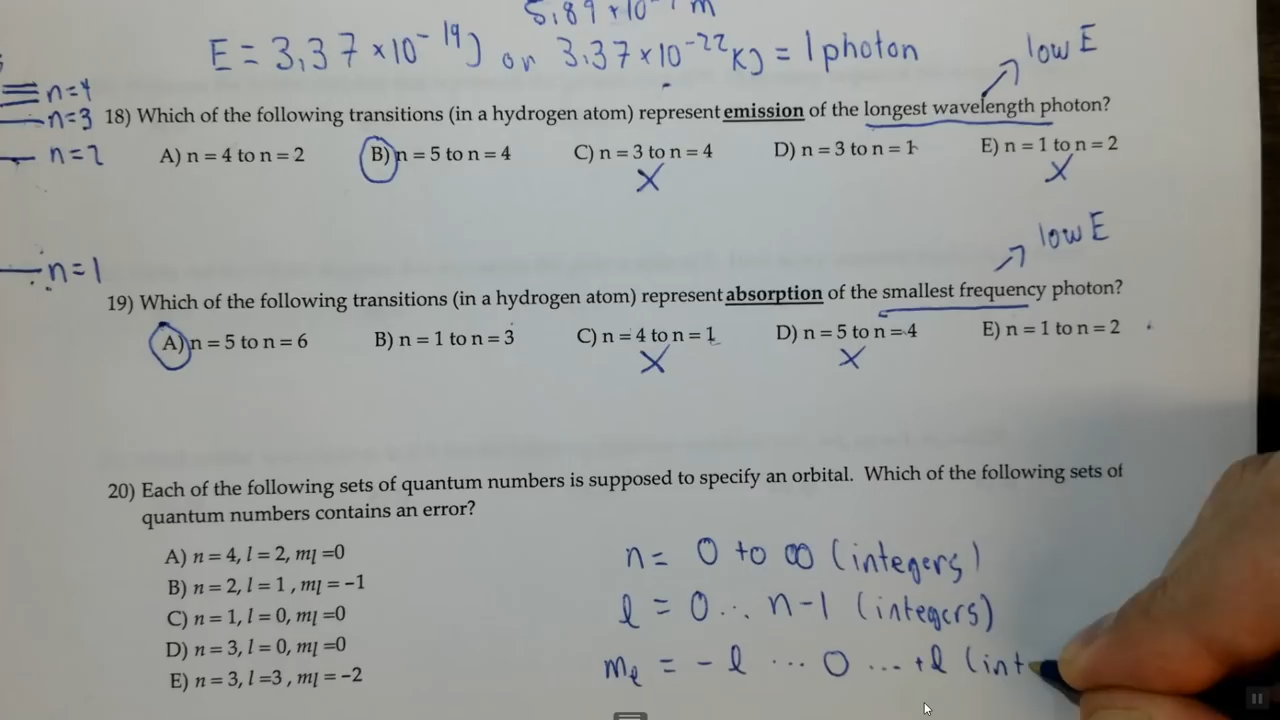 5.89 × 10 m
E = 3.37 × 10⁻¹⁹ J or 3.37 × 10⁻²² KJ = 1 photon
low E
n=4
n=3 18) Which of the following transitions (in a hydrogen atom) represent emission of the longest wavelength photon?
n=2 A) n = 4 to n = 2 B) n = 5 to n = 4 C) n = 3 to n = 4 D) n = 3 to n = 1 E) n = 1 to n = 2
X X
low E
n=1
19) Which of the following transitions (in a hydrogen atom) represent absorption of the smallest frequency photon?
A) n = 5 to n = 6 B) n = 1 to n = 3 C) n = 4 to n = 1 D) n = 5 to n = 4 E) n = 1 to n = 2
X X
20) Each of the following sets of quantum numbers is supposed to specify an orbital. Which of the following sets of
quantum numbers contains an error?
A) n = 4, l = 2, ml =0
B) n = 2, l = 1 , ml = −1
C) n = 1, l = 0, ml =0
D) n = 3, l = 0, ml =0
E) n = 3, l =3 , ml = −2
n = 0 to ∞ (integers)
l = 0 ... n-1 (integers)
ml = -l ... 0 ... +l (int